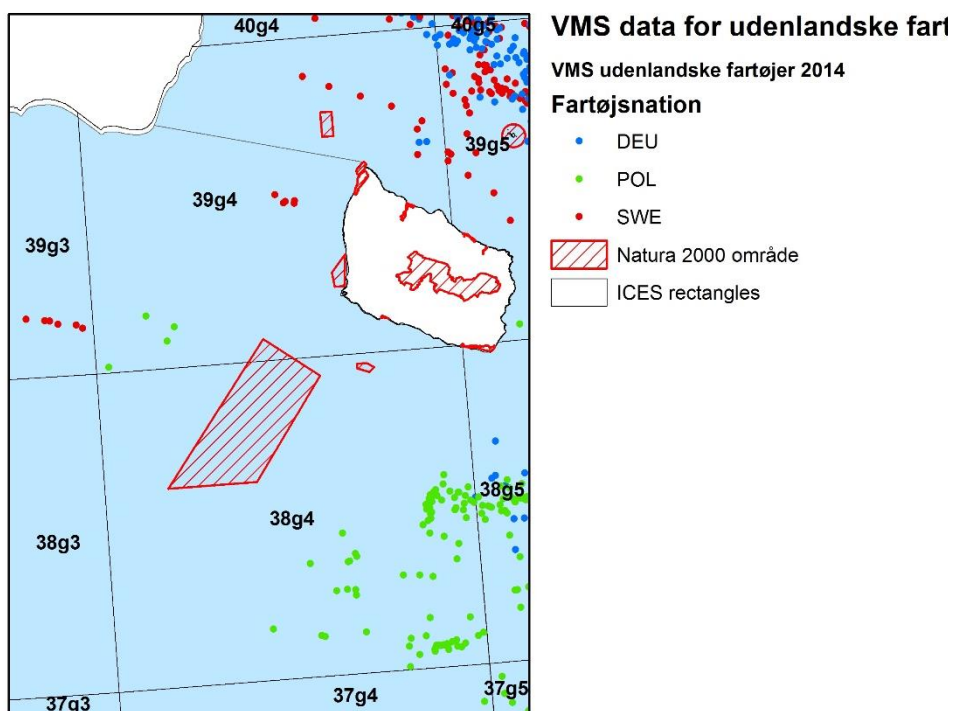 VMS data for udenlandske fart
VMS udenlandske fartøjer 2014
Fartøjsnation
DEU
POL
SWE
Natura 2000 område
ICES rectangles
40g4
40g5
39g5
39g4
39g3
38g5
38g4
38g3
37g3
37g4
37g5